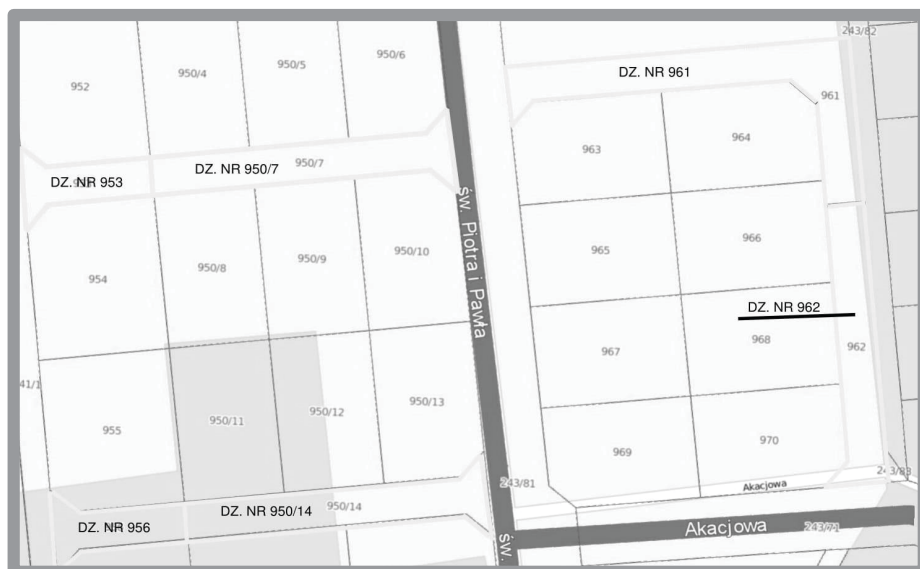 243/82
950/6
950/5
950/4
952
DZ. NR 961
961
964
963
950/7
DZ. NR 950/7
DZ. NR 953
św. Piotra i Pawła
966
965
950/10
950/9
950/8
954
DZ. NR 962
968
962
967
41/1
950/13
950/12
950/11
955
970
969
243/83
243/81
Akacjowa
950/14
DZ. NR 950/14
DZ. NR 956
Akacjowa
243/71
św.